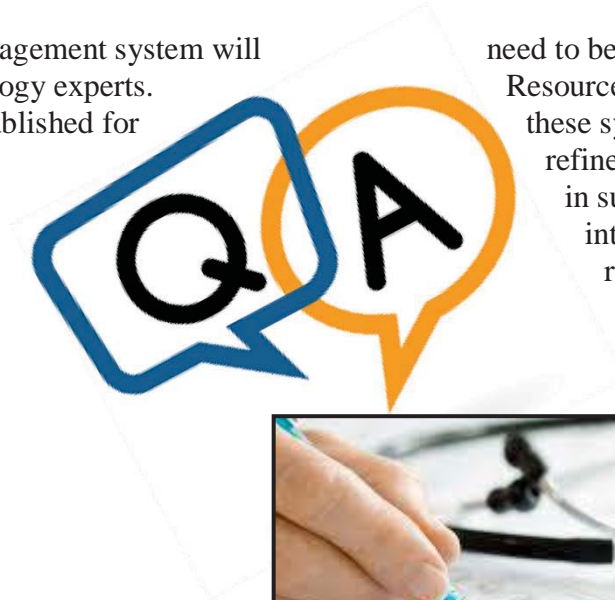 agement system will need to be
ogy experts. Resource
blished for these sy
refine
in su
int
r
Q A